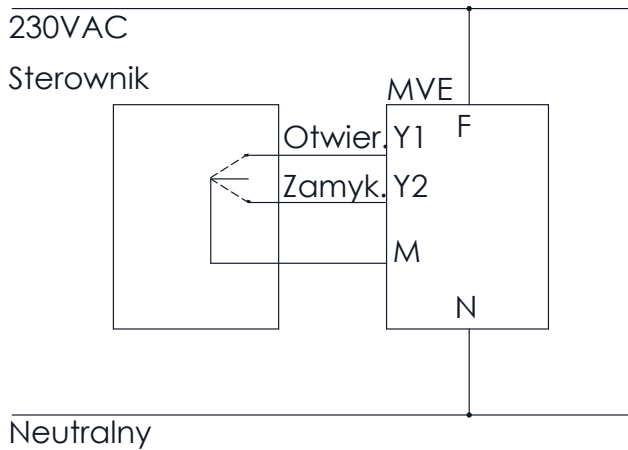 230VAC
Sterownik
MVE
F
Otwier. Y1
Zamyk. Y2
M
N
Neutralny